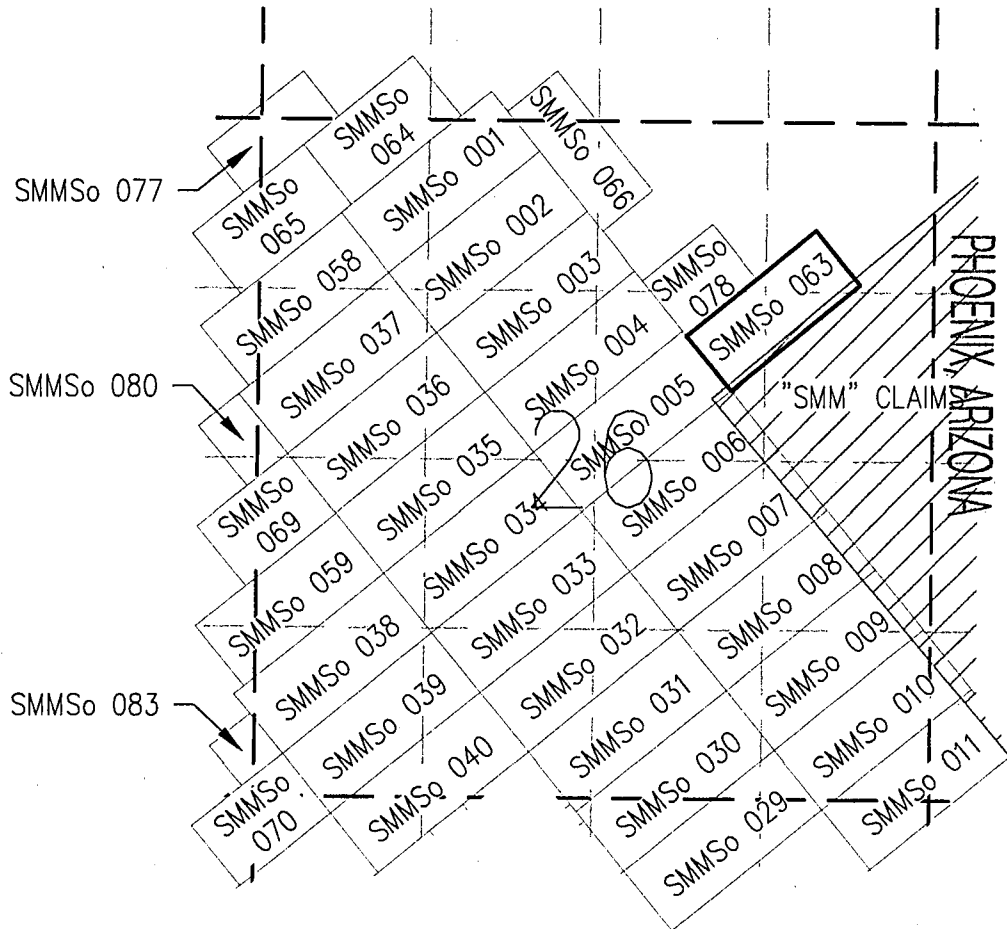 SMMSo 064
SMMSo 001
SMMSo 066
SMMSo 077
SMMSo 065
SMMSo 002
SMMSo 058
SMMSo 003
SMMSo 078
SMMSo 063
PHOENIX, ARIZONA
SMMSo 037
SMMSo 004
SMMSo 080
SMMSo 036
SMMSo 005
"SMM" CLAIMS
26
SMMSo 035
SMMSo 006
SMMSo 069
SMMSo 034
SMMSo 007
SMMSo 059
SMMSo 033
SMMSo 008
SMMSo 038
SMMSo 032
SMMSo 009
SMMSo 083
SMMSo 039
SMMSo 031
SMMSo 010
SMMSo 070
SMMSo 040
SMMSo 030
SMMSo 011
SMMSo 029